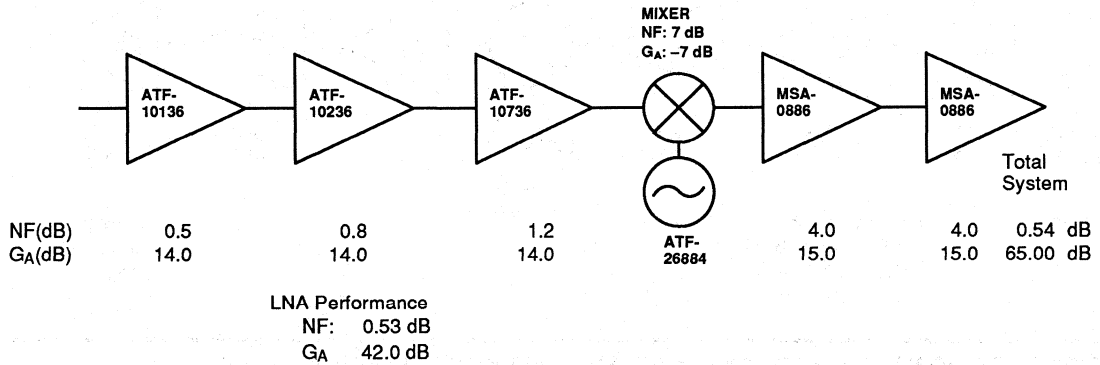 MIXER
NF: 7 dB
GA: –7 dB
ATF-
10136
ATF-
10236
ATF-
10736
MSA-
0886
MSA-
0886
Total
System
NF(dB) 0.5 0.8 1.2 4.0 4.0 0.54 dB
GA(dB) 14.0 14.0 14.0 15.0 15.0 65.00 dB
ATF-
26884
LNA Performance
NF: 0.53 dB
GA 42.0 dB